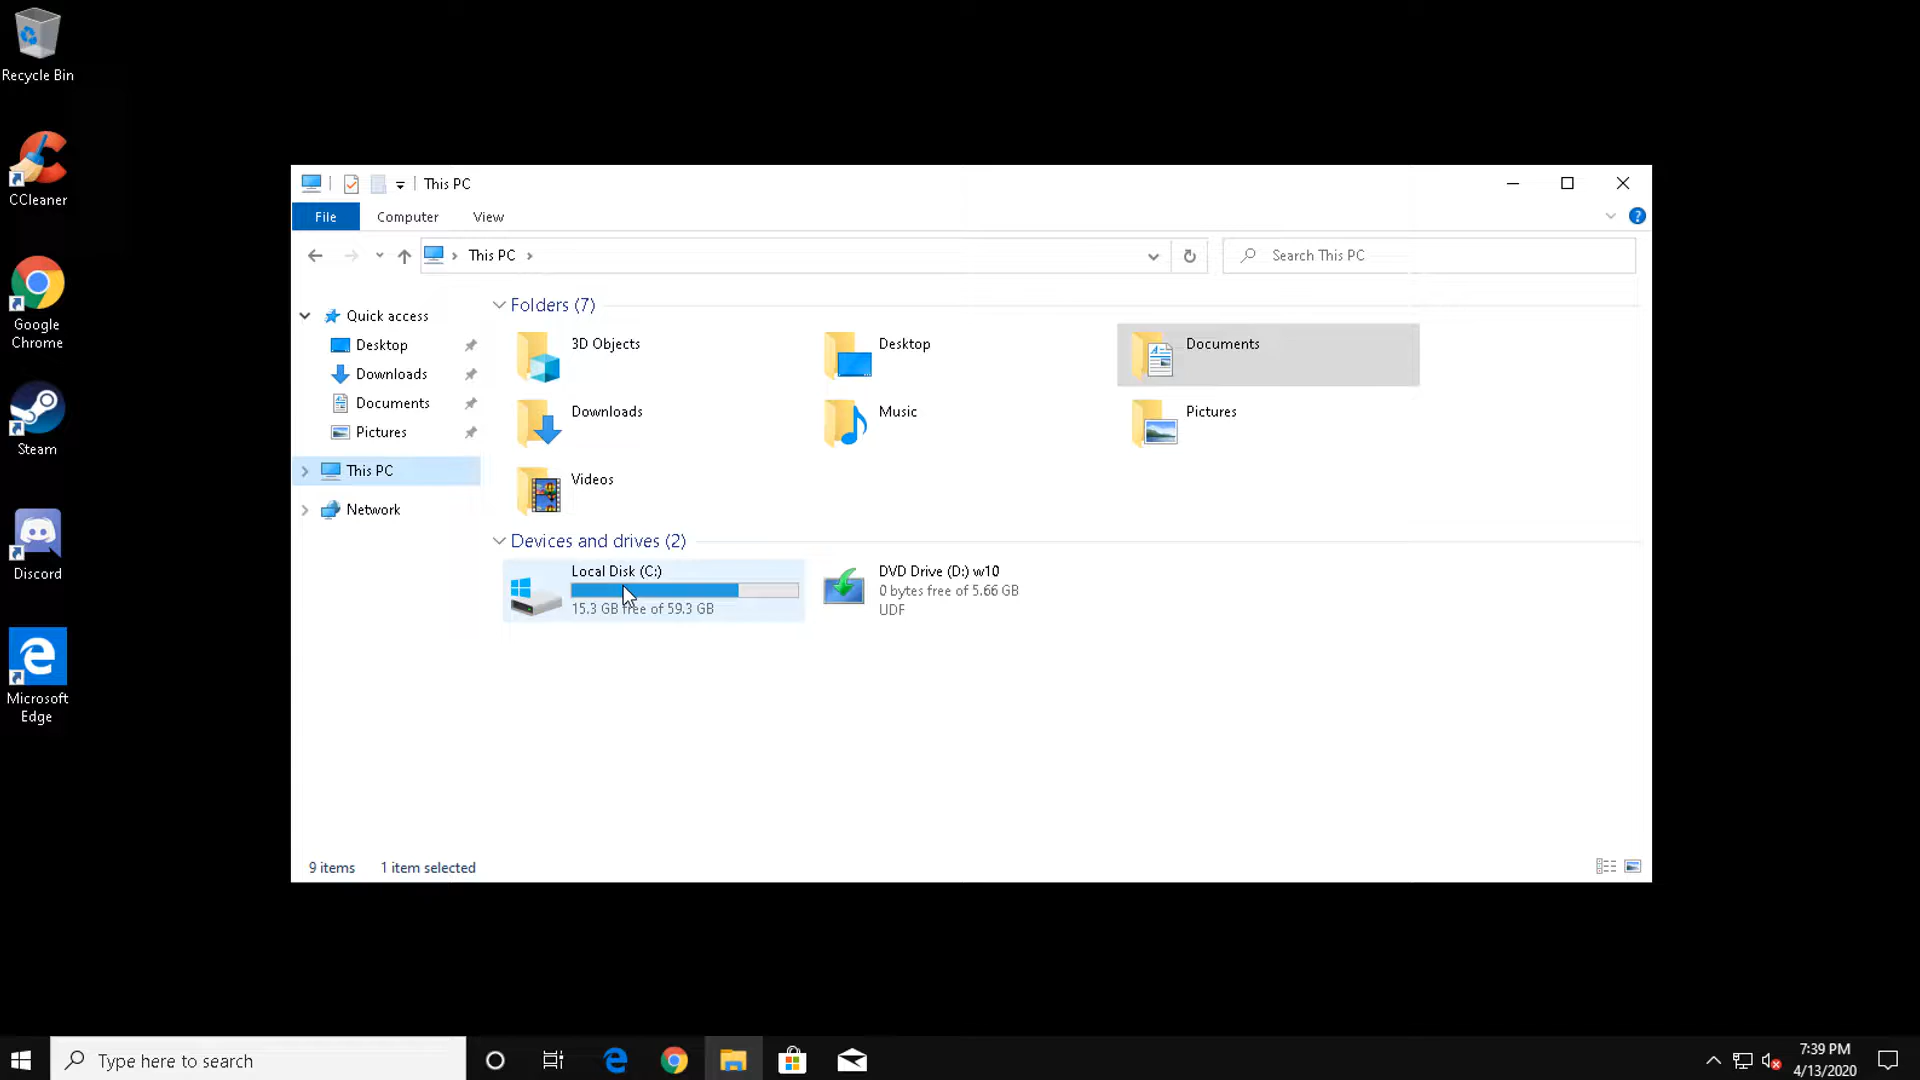 Recycle Bin
CCleaner
Google
Chrome
Steam
Discord
Microsoft
Edge
This PC
File Computer View
This PC
Search This PC
Quick access
Desktop
Downloads
Documents
Pictures
This PC
Network
Folders (7)
3D Objects
Desktop
Documents
Downloads
Music
Pictures
Videos
Devices and drives (2)
Local Disk (C:)
15.3 GB free of 59.3 GB
DVD Drive (D:) w10
0 bytes free of 5.66 GB
UDF
9 items 1 item selected
Type here to search
7:39 PM
4/13/2020